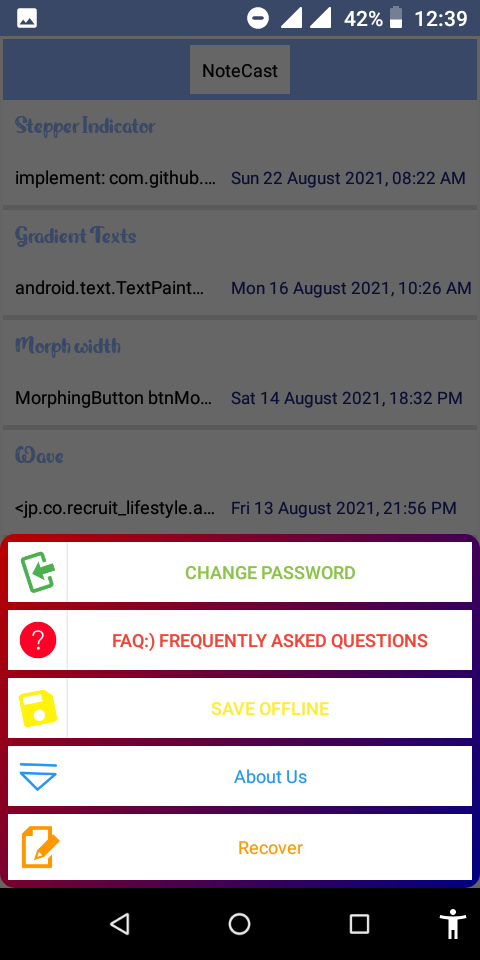 42% 12:39
NoteCast
Stepper Indicator
implement: com.github.... Sun 22 August 2021, 08:22 AM
Gradient Texts
android.text.TextPaint... Mon 16 August 2021, 10:26 AM
Morph width
MorphingButton btnMo... Sat 14 August 2021, 18:32 PM
Wave
<jp.co.recruit_lifestyle.a... Fri 13 August 2021, 21:56 PM
CHANGE PASSWORD
? FAQ:) FREQUENTLY ASKED QUESTIONS
SAVE OFFLINE
About Us
Recover